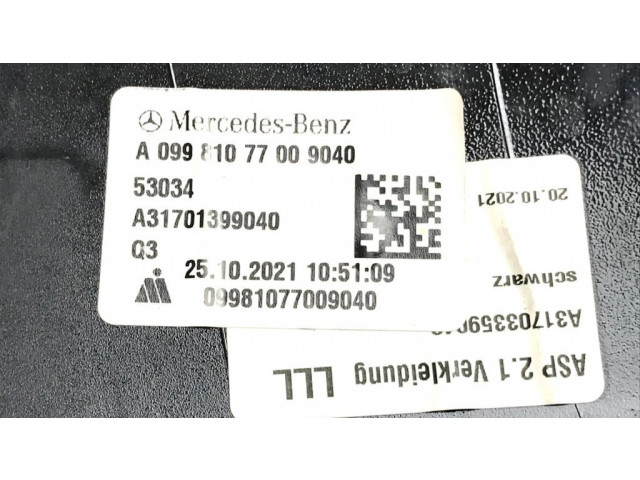 Mercedes-Benz
A 099 810 77 00 9040
53034
A31701399040
Q3
25.10.2021 10:51:09
09981077009040
20.10.2021
schwarz
ASP 2.1 Verkleidung LLL